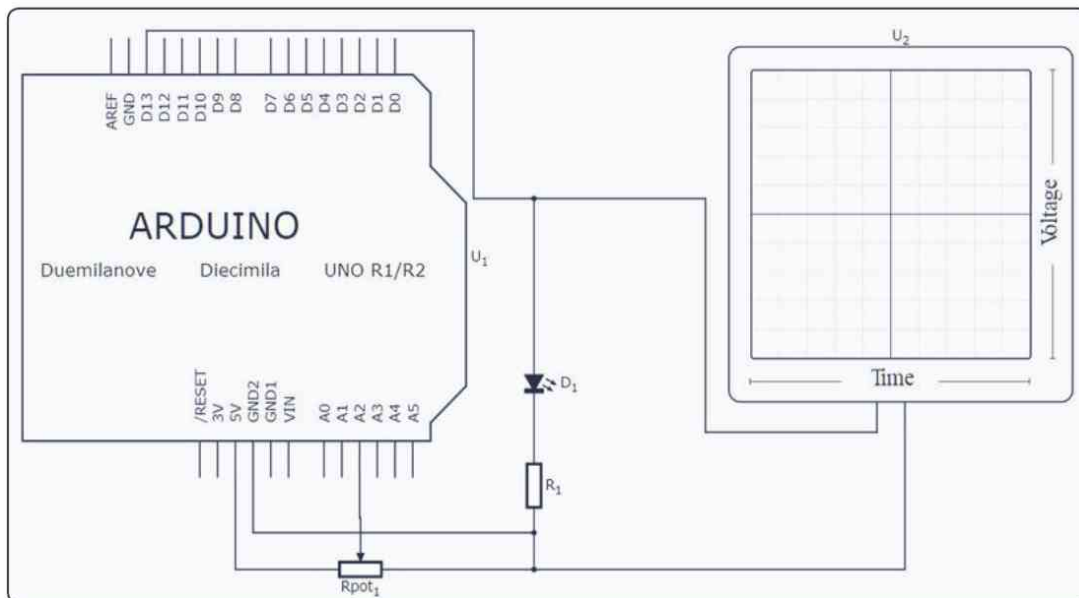 U2
AREF
GND
D13
D12
D11
D10
D9
D8
D7
D6
D5
D4
D3
D2
D1
D0
ARDUINO
Duemilanove Diecimila UNO R1/R2
U1
Voltage
Time
/RESET
3V
5V
GND2
GND1
VIN
A0
A1
A2
A3
A4
A5
D1
R1
Rpot1